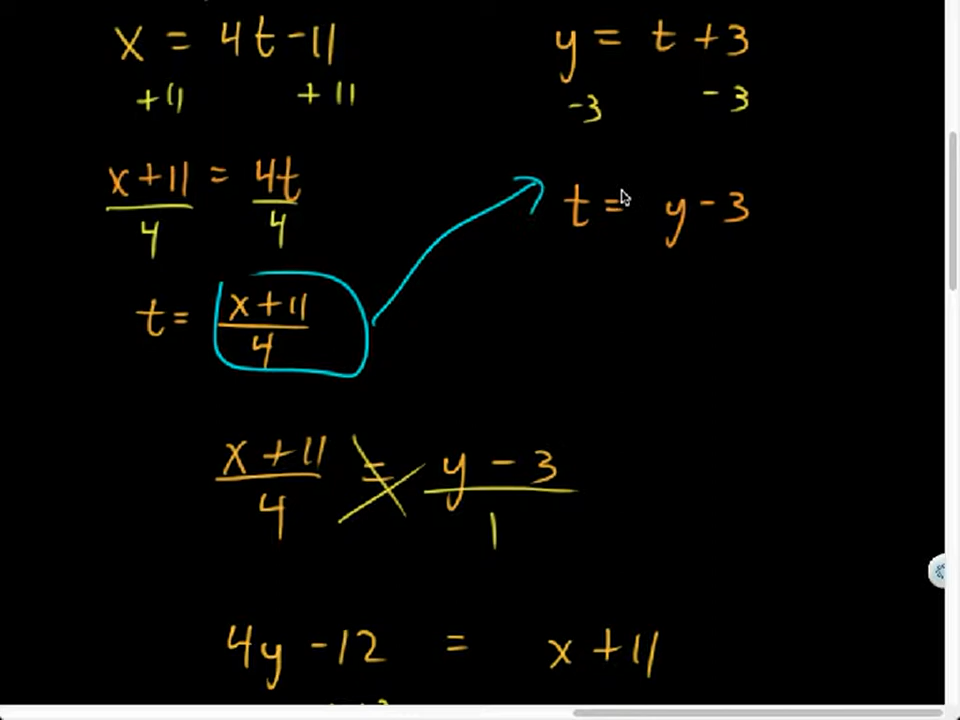 x = 4t -11
y = t +3
+11 +11
-3 -3
x+11 = 4t
4 4
t = y - 3
t = x+11
4
x +11 = y - 3
4 1
4y -12 = x +11